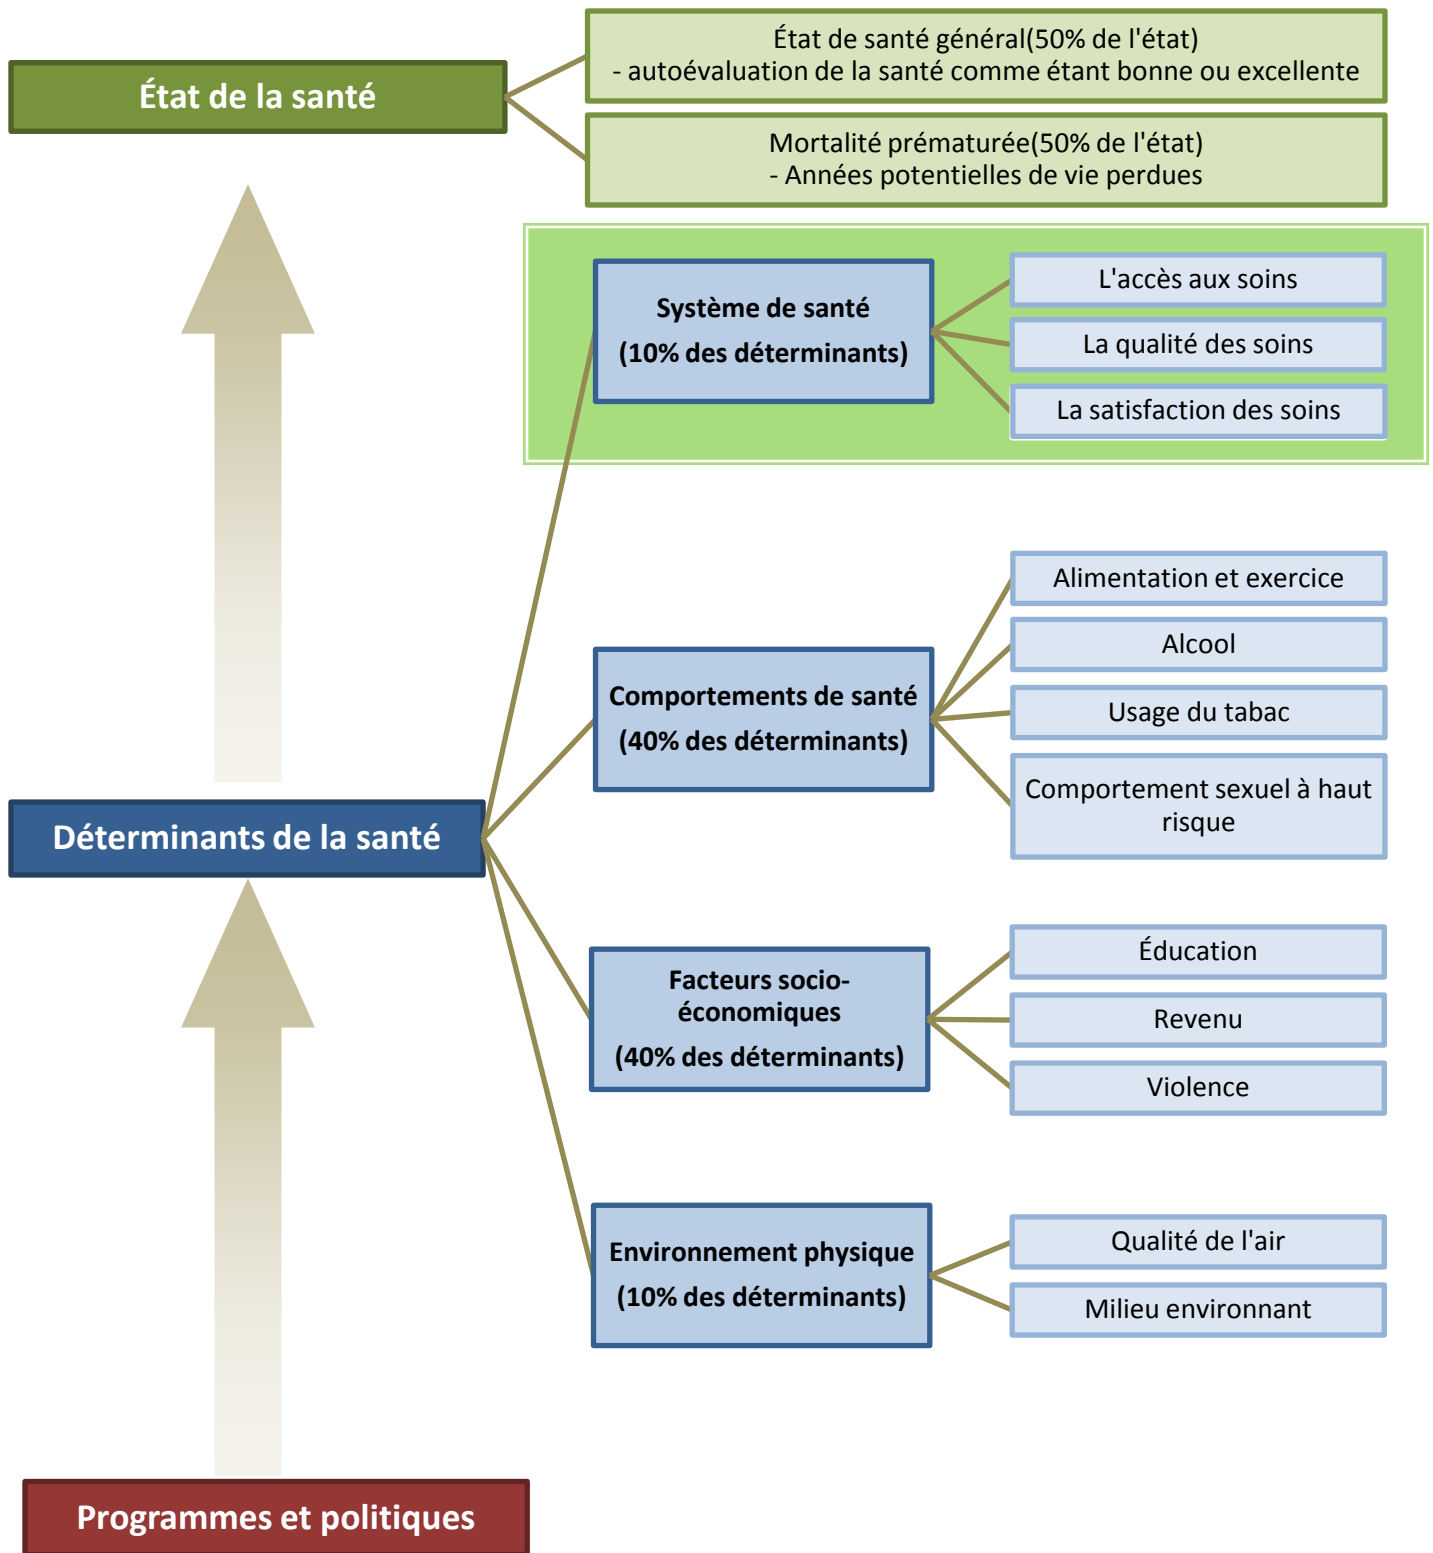 État de la santé
État de santé général(50% de l'état)
- autoévaluation de la santé comme étant bonne ou excellente
Mortalité prématurée(50% de l'état)
- Années potentielles de vie perdues
Système de santé
(10% des déterminants)
L'accès aux soins
La qualité des soins
La satisfaction des soins
Déterminants de la santé
Comportements de santé
(40% des déterminants)
Alimentation et exercice
Alcool
Usage du tabac
Comportement sexuel à haut
risque
Facteurs socio-
économiques
(40% des déterminants)
Éducation
Revenu
Violence
Environnement physique
(10% des déterminants)
Qualité de l'air
Milieu environnant
Programmes et politiques